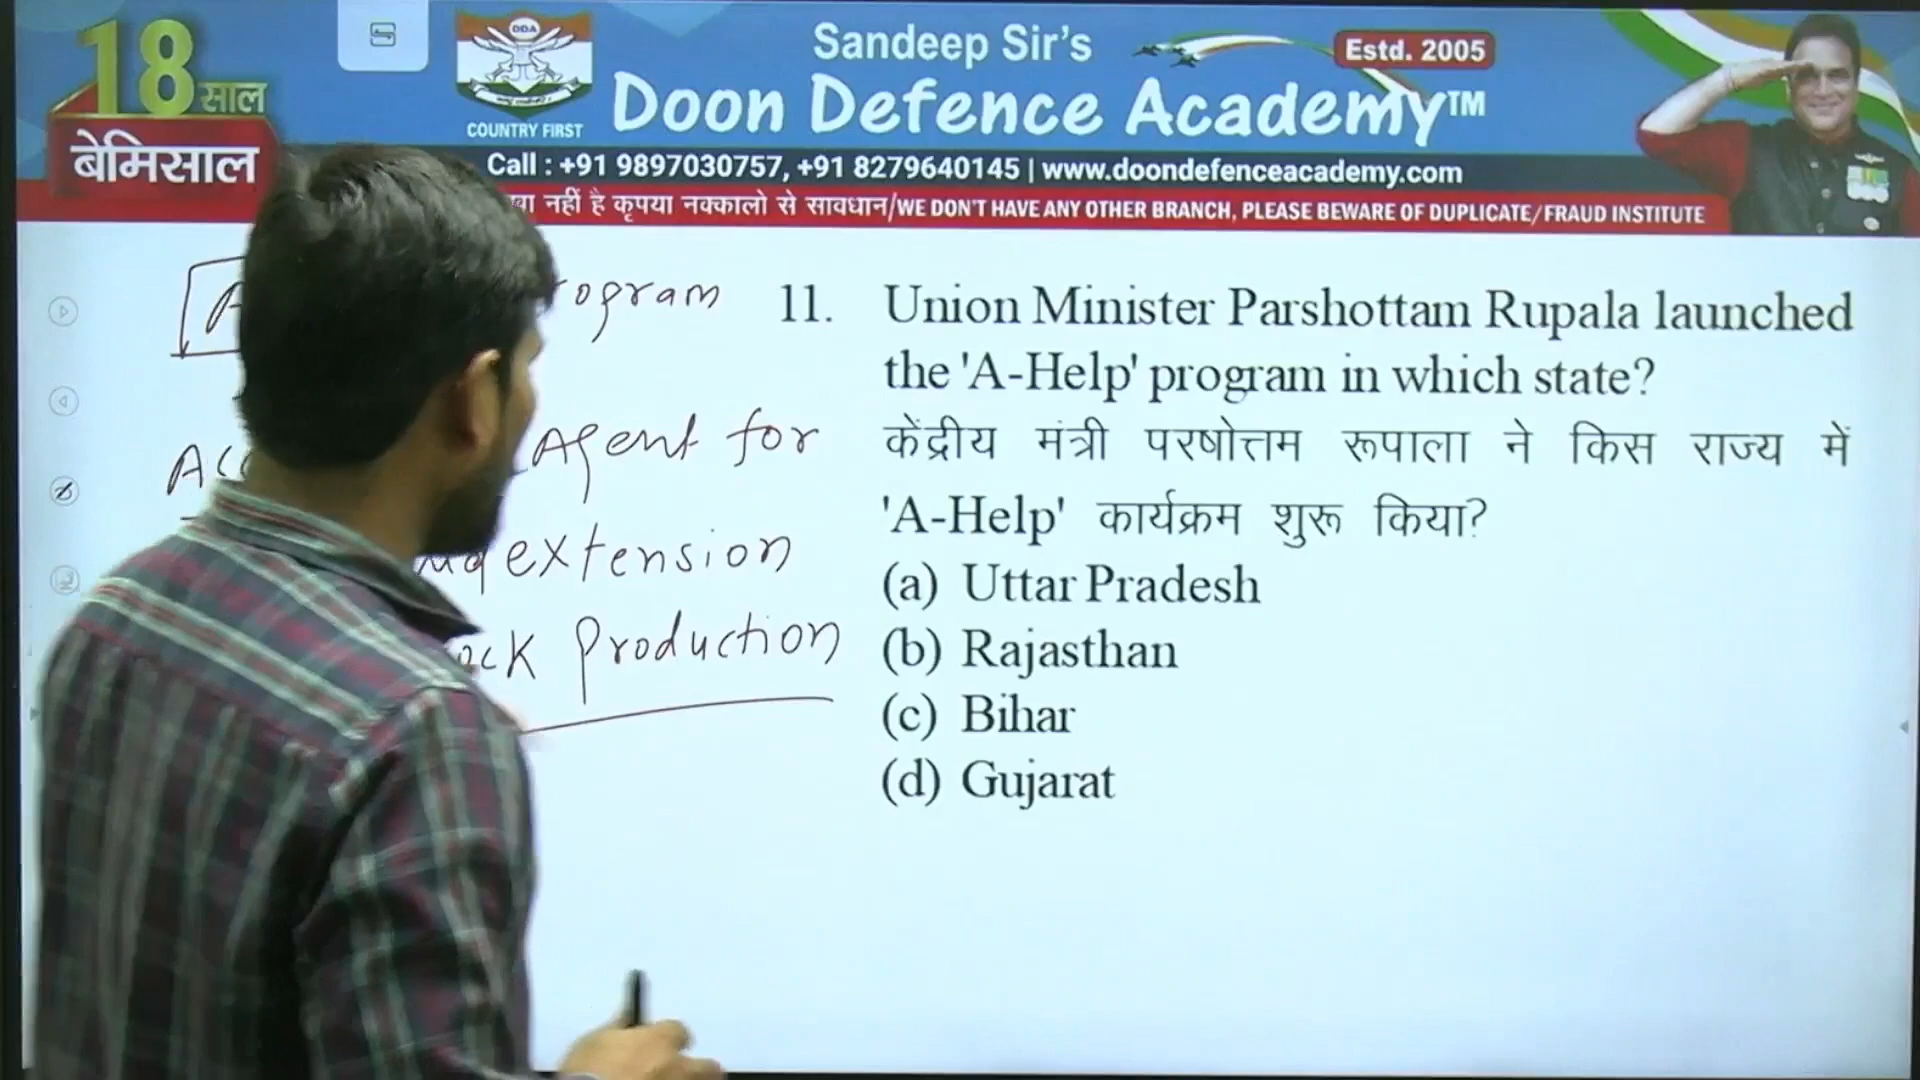 18 साल
बेमिसाल
DDA
COUNTRY FIRST
Sandeep Sir's
Estd. 2005
Doon Defence Academy™
Call : +91 9897030757, +91 8279640145 | www.doondefenceacademy.com
नहीं है कृपया नक्कालो से सावधान/WE DON'T HAVE ANY OTHER BRANCH, PLEASE BEWARE OF DUPLICATE/FRAUD INSTITUTE
Agent for
extension
Production
11. Union Minister Parshottam Rupala launched
the 'A-Help' program in which state?
केंद्रीय मंत्री परषोत्तम रूपाला ने किस राज्य में
'A-Help' कार्यक्रम शुरू किया?
(a) Uttar Pradesh
(b) Rajasthan
(c) Bihar
(d) Gujarat